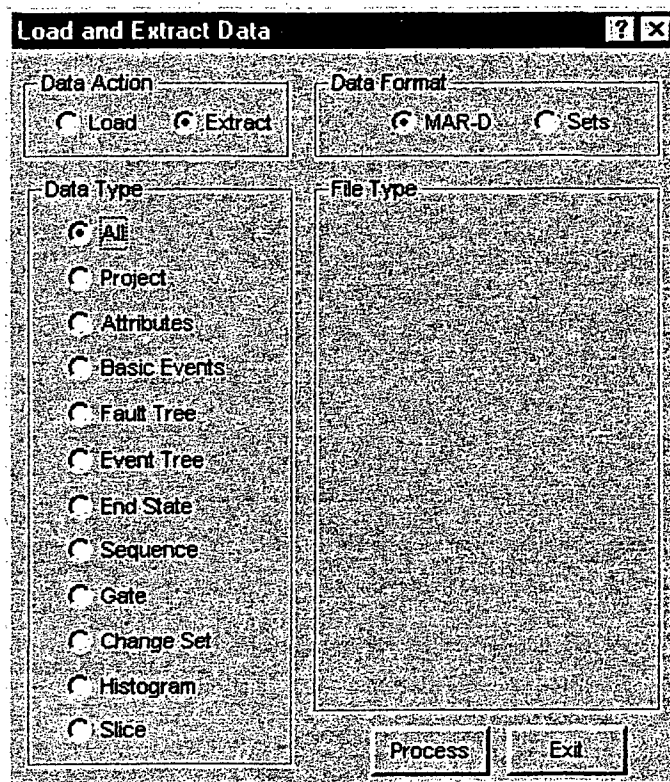 Load and Extract Data
Data Action
Load Extract
Data Format
MAR-D Sets
Data Type
All
Project
Attributes
Basic Events
Fault Tree
Event Tree
End State
Sequence
Gate
Change Set
Histogram
Slice
File Type
Process Exit